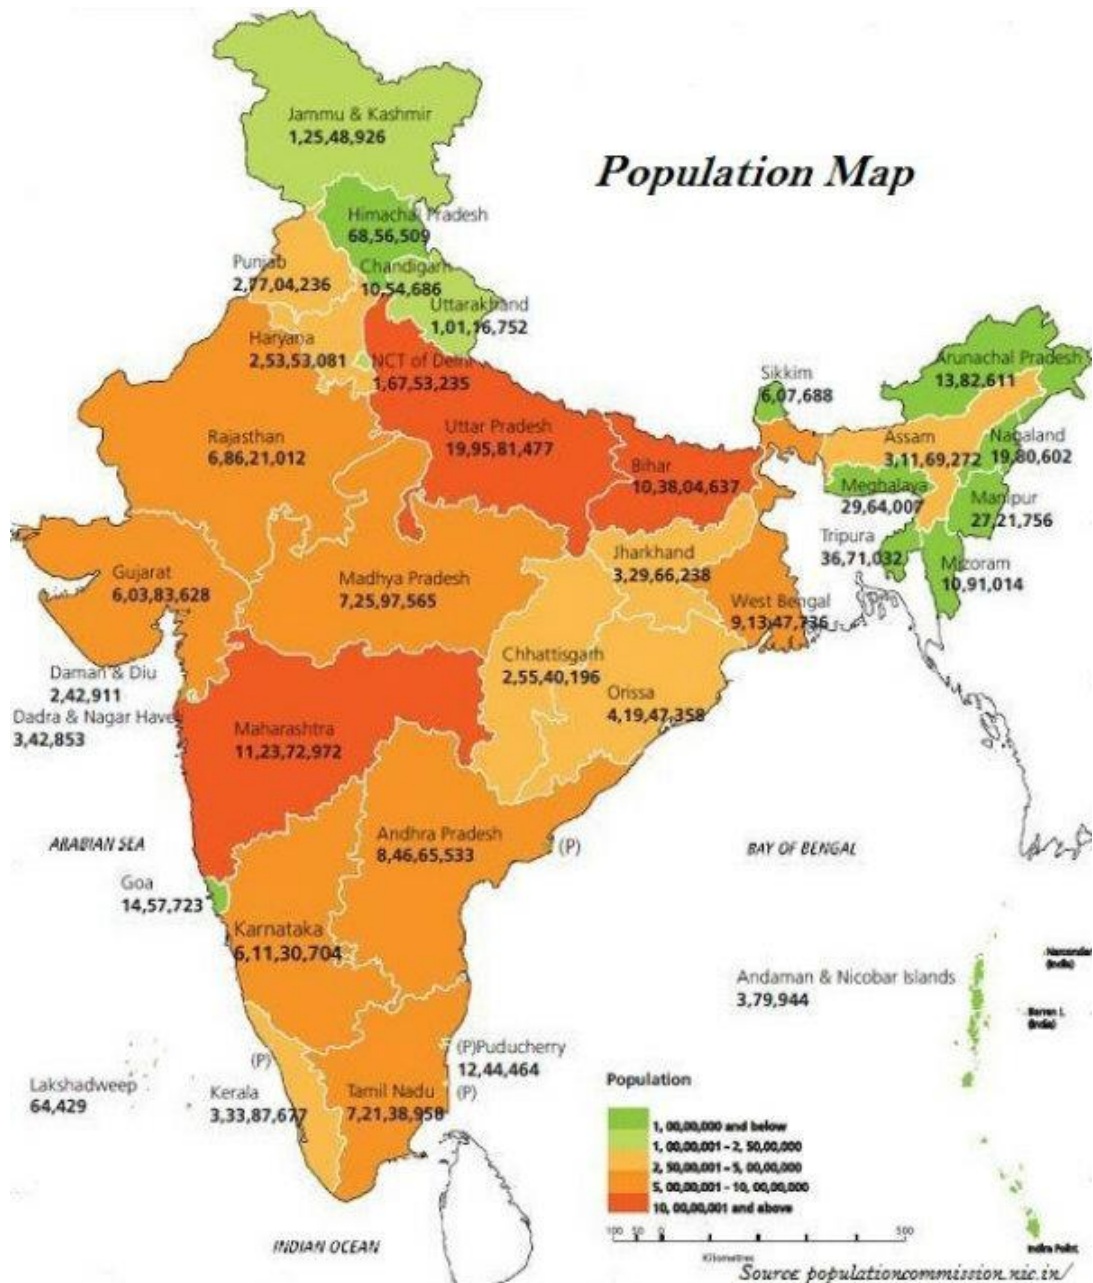 Population Map
Jammu & Kashmir
1,25,48,926
Himachal Pradesh
68,56,509
Punjab
2,77,04,236
Chandigarh
10,54,686
Uttarakhand
1,01,16,752
Haryana
2,53,53,081
NCT of Delhi
1,67,53,235
Sikkim
6,07,688
Arunachal Pradesh
13,82,611
Rajasthan
6,86,21,012
Uttar Pradesh
19,95,81,477
Bihar
10,38,04,637
Assam
3,11,69,272
Nagaland
19,80,602
Meghalaya
29,64,007
Manipur
27,21,756
Tripura
36,71,032
Mizoram
10,91,014
Gujarat
6,03,83,628
Madhya Pradesh
7,25,97,565
Jharkhand
3,29,66,238
West Bengal
9,13,47,736
Chhattisgarh
2,55,40,196
Orissa
4,19,47,358
Daman & Diu
2,42,911
Dadra & Nagar Have
3,42,853
Maharashtra
11,23,72,972
ARABIAN SEA
Andhra Pradesh
8,46,65,533
(P)
BAY OF BENGAL
Goa
14,57,723
Karnataka
6,11,30,704
Andaman & Nicobar Islands
3,79,944
(India)
Barren I.
(India)
(P)
(P)Puducherry
12,44,464
(P)
Lakshadweep
64,429
Kerala
3,33,87,677
Tamil Nadu
7,21,38,958
Population
1, 00,00,000 and below
1, 00,00,001 - 2, 50,00,000
2, 50,00,001 - 5, 00,00,000
5, 00,00,001 - 10, 00,00,000
10, 00,00,001 and above
100 50 0 500
Kilometres
INDIAN OCEAN
Indira Point
Source: populationcommission.nic.in/